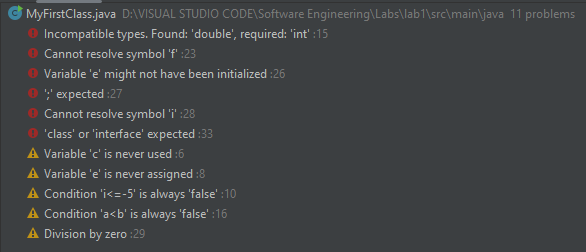 MyFirstClass.java D:\VISUAL STUDIO CODE\Software Engineering\Labs\lab1\src\main\java 11 problems
Incompatible types. Found: 'double', required: 'int' :15
Cannot resolve symbol 'f' :23
Variable 'e' might not have been initialized :26
';' expected :27
Cannot resolve symbol 'i' :28
'class' or 'interface' expected :33
Variable 'c' is never used :6
Variable 'e' is never assigned :8
Condition 'i<=-5' is always 'false' :10
Condition 'a<b' is always 'false' :16
Division by zero :29